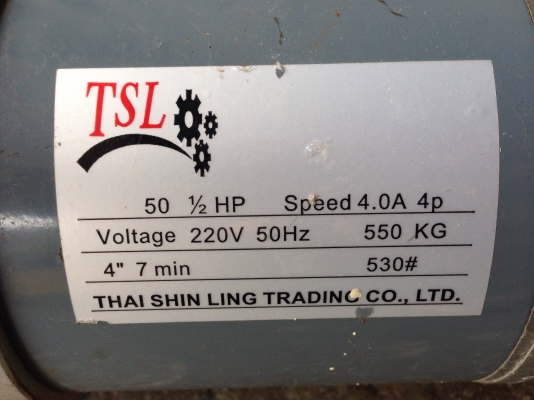 TSL
50 ½ HP Speed 4.0A 4p
Voltage 220V 50Hz 550 KG
4" 7 min 530#
THAI SHIN LING TRADING CO., LTD.